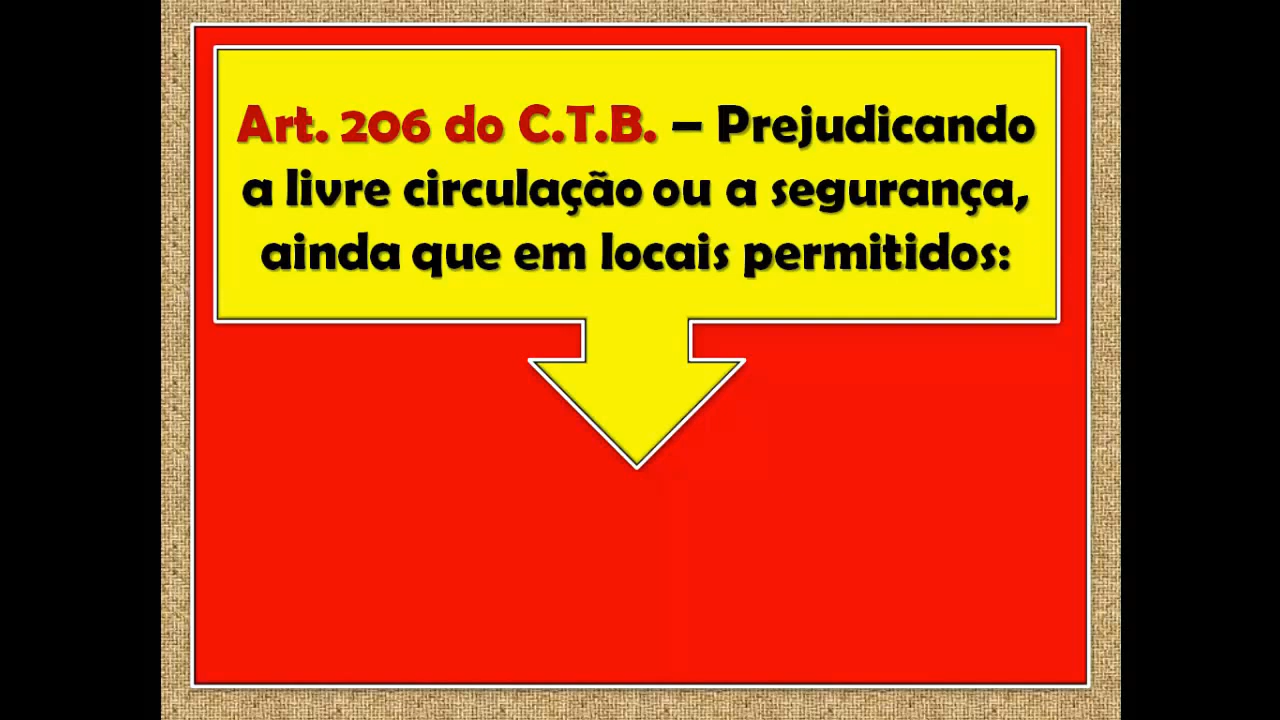 Art. 206 do C.T.B. – Prejudicando
a livre circulação ou a segurança,
ainda que em locais permitidos: